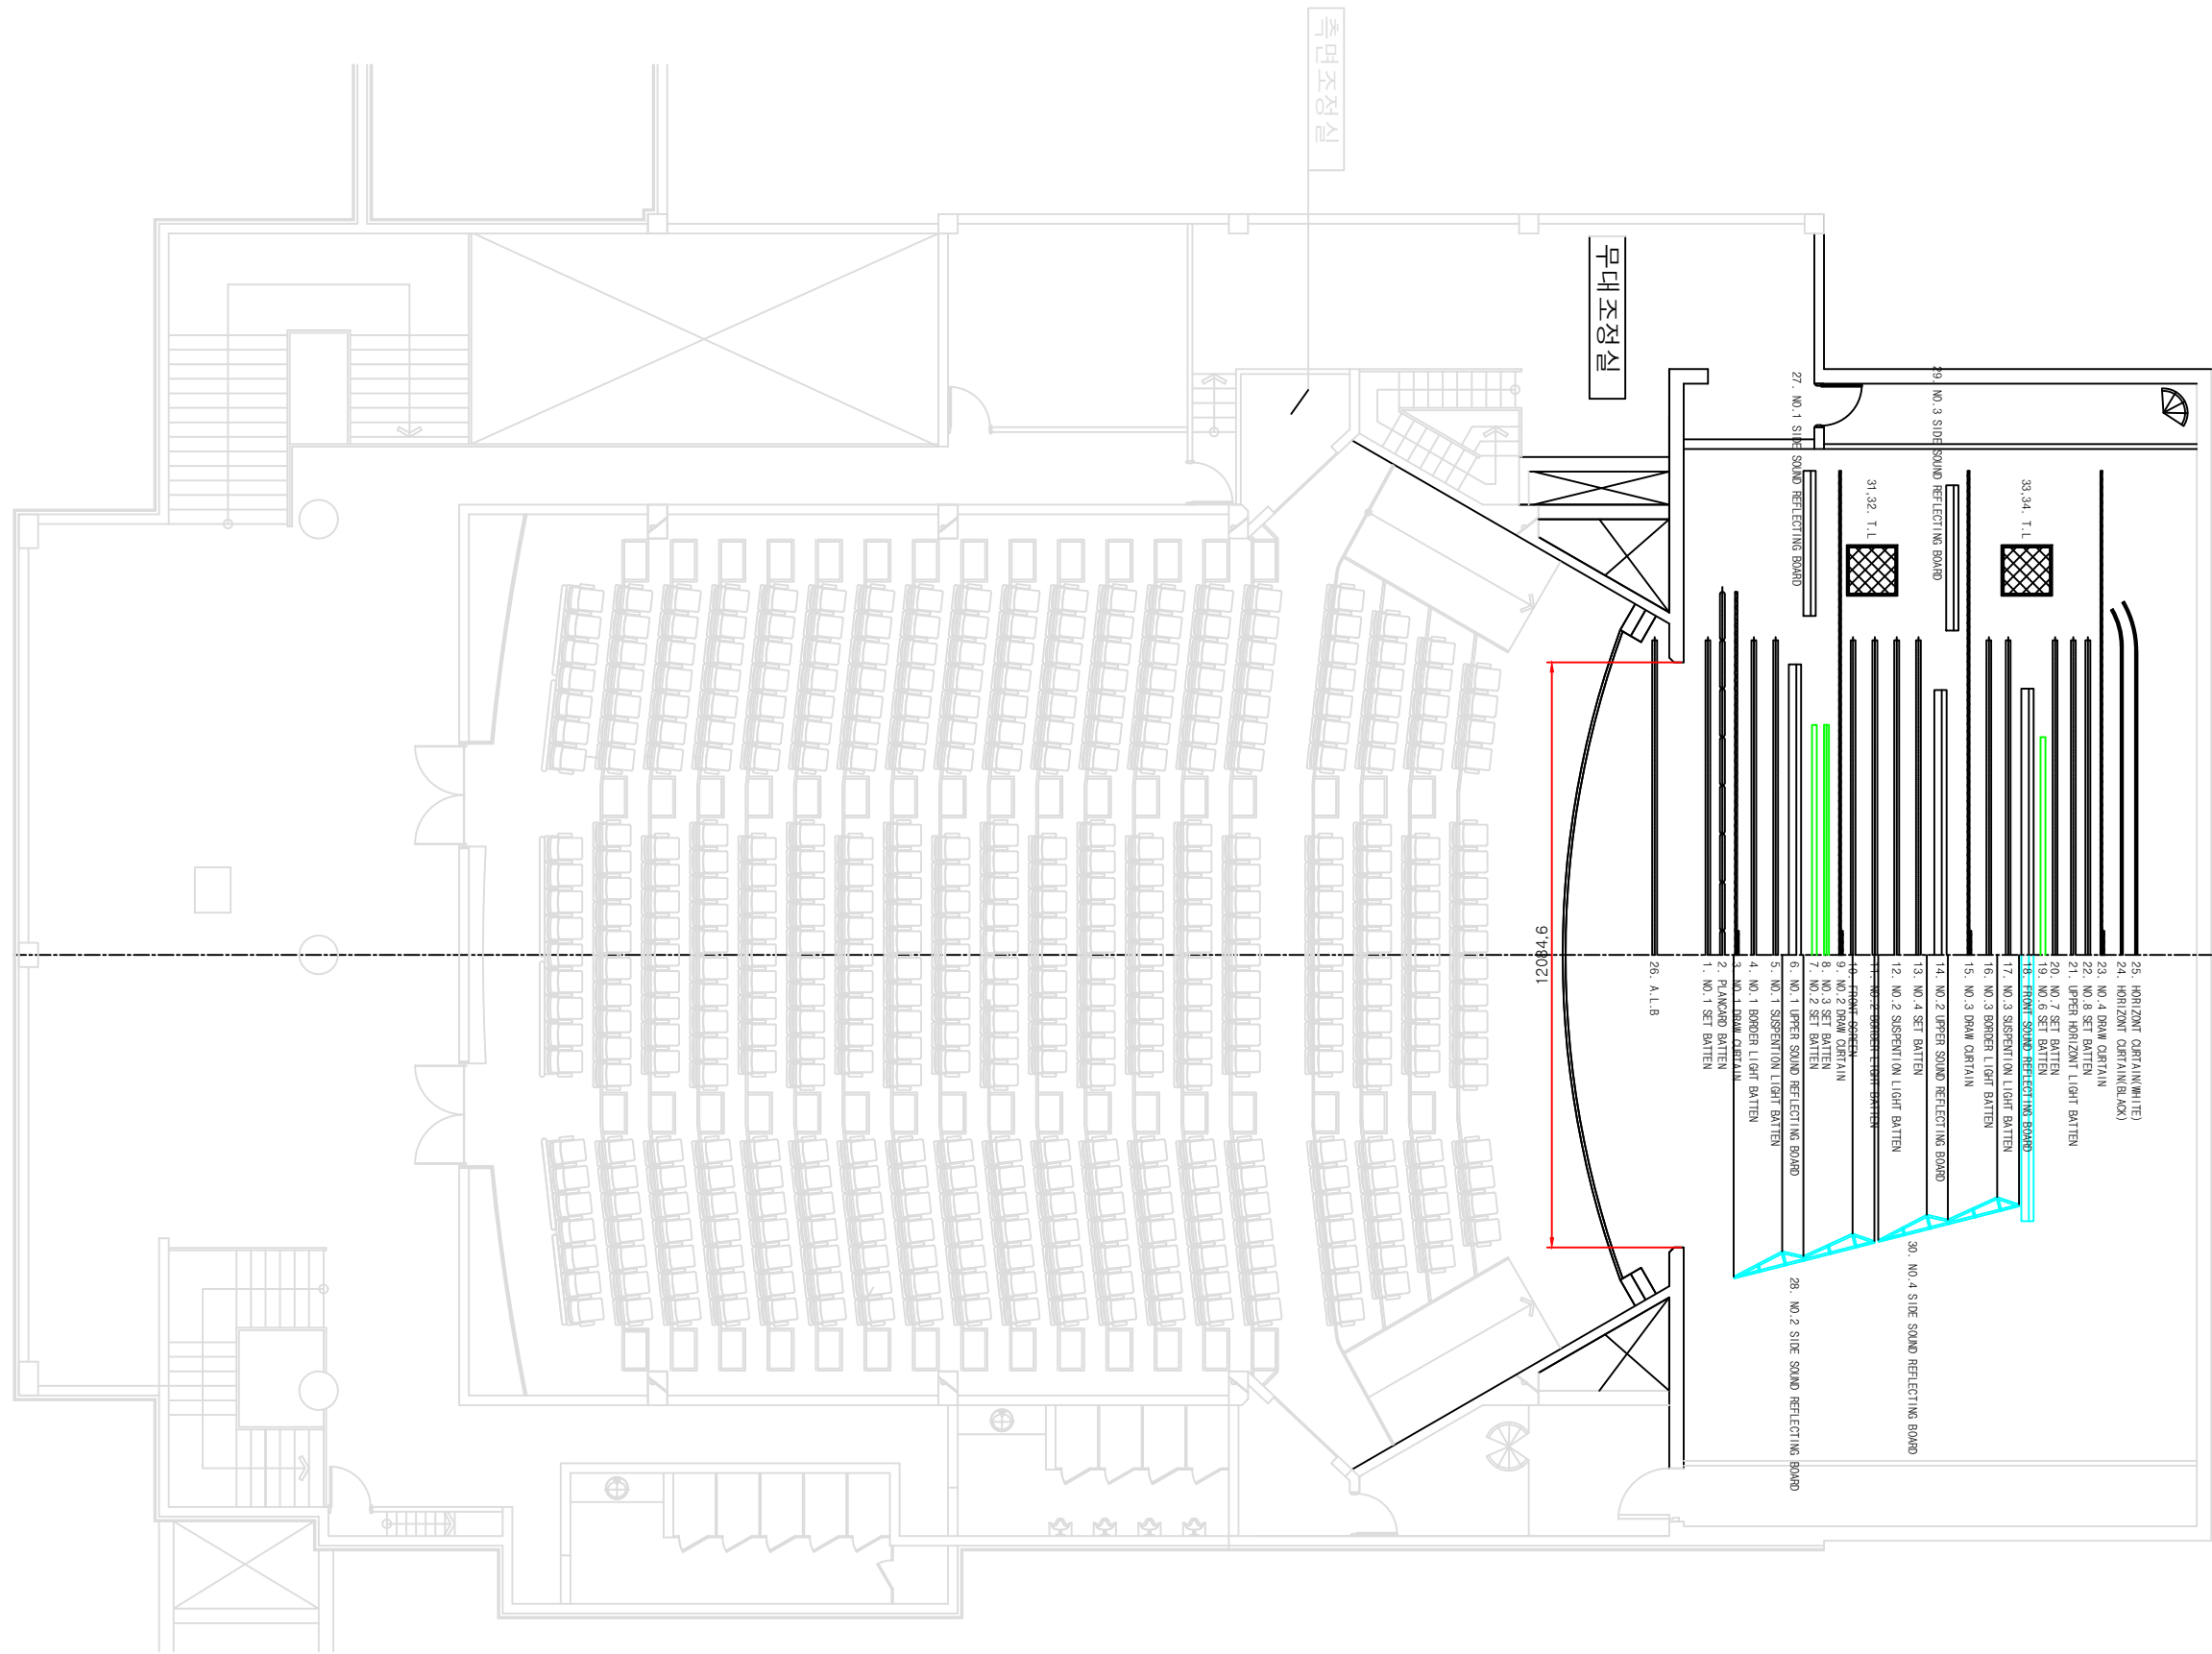 측면조정실
무대조정실
27. NO.1 SIDE SOUND REFLECTING BOARD
29. NO.3 SIDE SOUND REFLECTING BOARD
31,32. T.L
33,34. T.L
12084,6
26. A.L.B
1. NO.1 SET BATTEN
2. PLANCARD BATTEN
3. NO.1 DRAW CURTAIN
4. NO.1 BORDER LIGHT BATTEN
5. NO.1 SUSPENTION LIGHT BATTEN
6. NO.1 UPPER SOUND REFLECTING BOARD
7. NO.2 SET BATTEN
8. NO.3 SET BATTEN
9. NO.2 DRAW CURTAIN
10. FRONT SCREEN
11. NO.2 BORDER LIGHT BATTEN
12. NO.2 SUSPENTION LIGHT BATTEN
13. NO.4 SET BATTEN
14. NO.2 UPPER SOUND REFLECTING BOARD
15. NO.3 DRAW CURTAIN
16. NO.3 BORDER LIGHT BATTEN
17. NO.3 SUSPENTION LIGHT BATTEN
18. FRONT SOUND REFLECTING BOARD
19. NO.6 SET BATTEN
20. NO.7 SET BATTEN
21. UPPER HORIZONT LIGHT BATTEN
22. NO.8 SET BATTEN
23. NO.4 DRAW CURTAIN
24. HORIZONT CURTAIN(BLACK)
25. HORIZONT CURTAIN(WHITE)
28. NO.2 SIDE SOUND REFLECTING BOARD
30. NO.4 SIDE SOUND REFLECTING BOARD